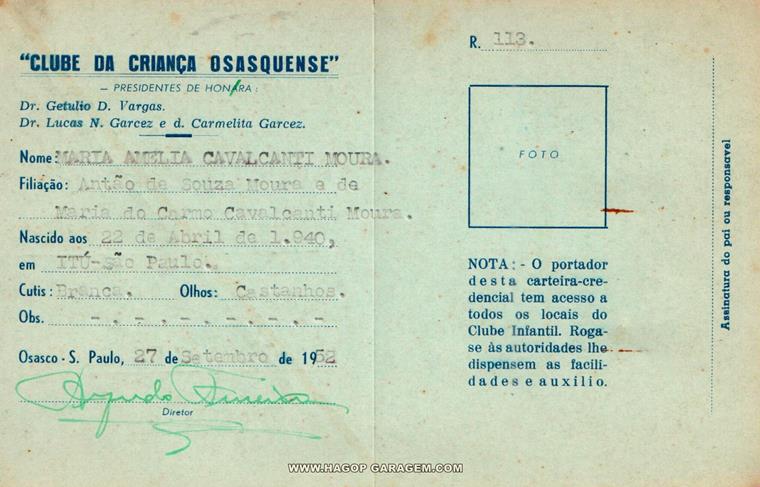 "CLUBE DA CRIANÇA OSASQUENSE"
— PRESIDENTES DE HONRA:
Dr. Getulio D. Vargas.
Dr. Lucas N. Garcez e d. Carmelita Garcez.
Nome: MARIA AMELIA CAVALCANTI MOURA.
Filiação: Antão de Souza Moura e de
Maria do Carmo Cavalcanti Moura.
Nascido aos 22 de Abril de 1.940,
em ITÚ-São Paulo.
Cutis: Branca. Olhos: Castanhos.
Obs. -.-.-.-.-.-.-
Osasco - S. Paulo, 27 de Setembro de 1952
Diretor
R. 113.
FOTO
NOTA: - O portador
desta carteira-cre-
dencial tem acesso a
todos os locais do
Clube Infantil. Roga-
se às autoridades lhe
dispensem as facili-
dades e auxilio.
Assinatura do pai ou responsavel
WWW.HAGOP GARAGEM.COM